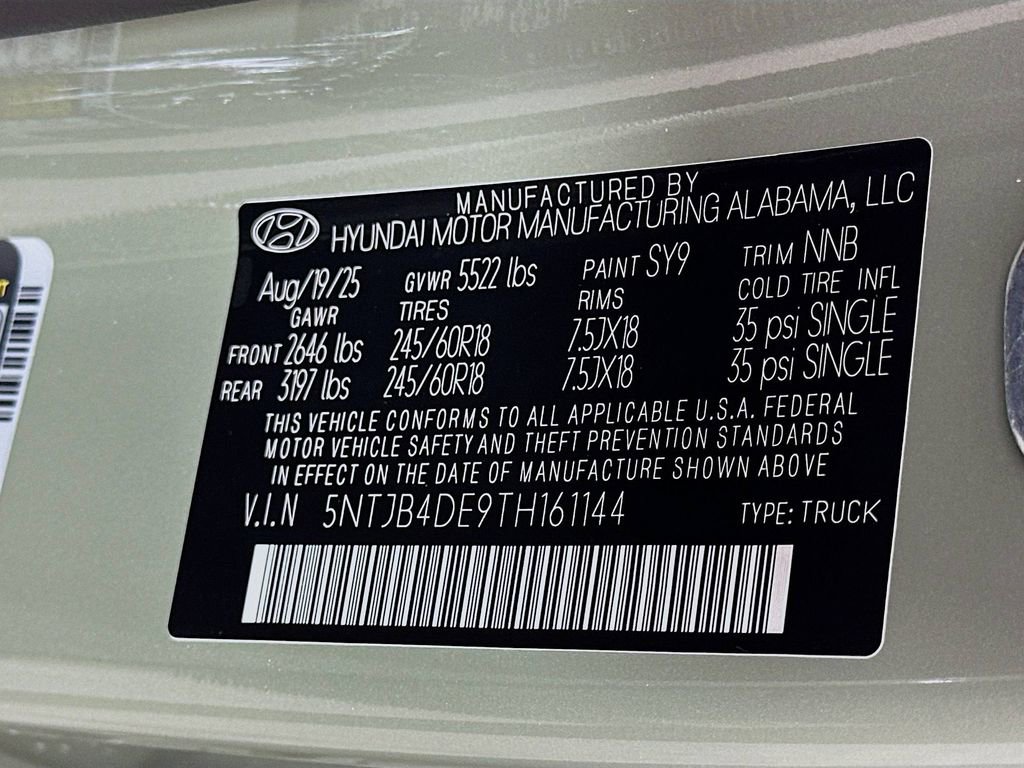 MANUFACTURED BY
HYUNDAI MOTOR MANUFACTURING ALABAMA, LLC
Aug/19/25 GVWR 5522 lbs PAINT SY9 TRIM NNB
GAWR TIRES RIMS COLD TIRE INFL
FRONT 2646 lbs 245/60R18 7.5JX18 35 psi SINGLE
REAR 3197 lbs 245/60R18 7.5JX18 35 psi SINGLE
THIS VEHICLE CONFORMS TO ALL APPLICABLE U.S.A. FEDERAL
MOTOR VEHICLE SAFETY AND THEFT PREVENTION STANDARDS
IN EFFECT ON THE DATE OF MANUFACTURE SHOWN ABOVE
V.I.N 5NTJB4DE9TH161144 TYPE: TRUCK